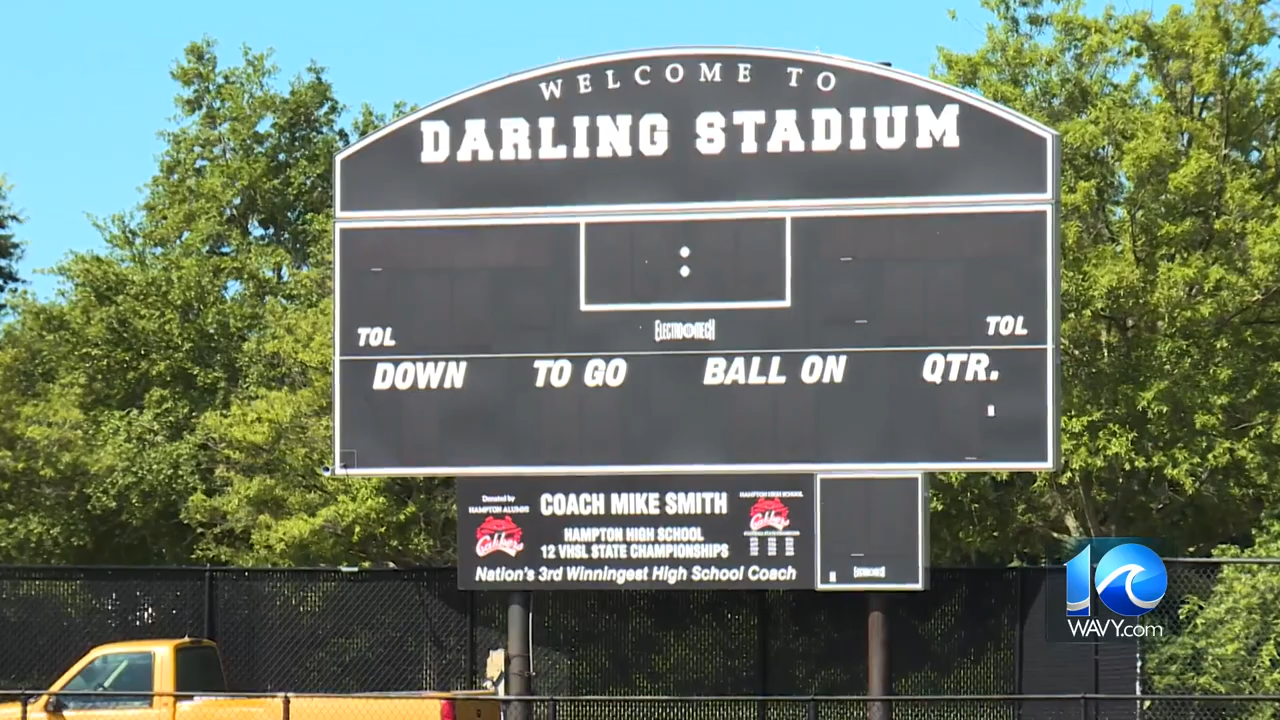 WELCOME TO
DARLING STADIUM
:
ELECTRO-MECH
TOL
TOL
DOWN TO GO BALL ON QTR.
Donated by
HAMPTON ALUMNI
Crabbers
COACH MIKE SMITH
HAMPTON HIGH SCHOOL
12 VHSL STATE CHAMPIONSHIPS
Nation's 3rd Winningest High School Coach
HAMPTON HIGH SCHOOL
Crabbers
10
WAVY.com